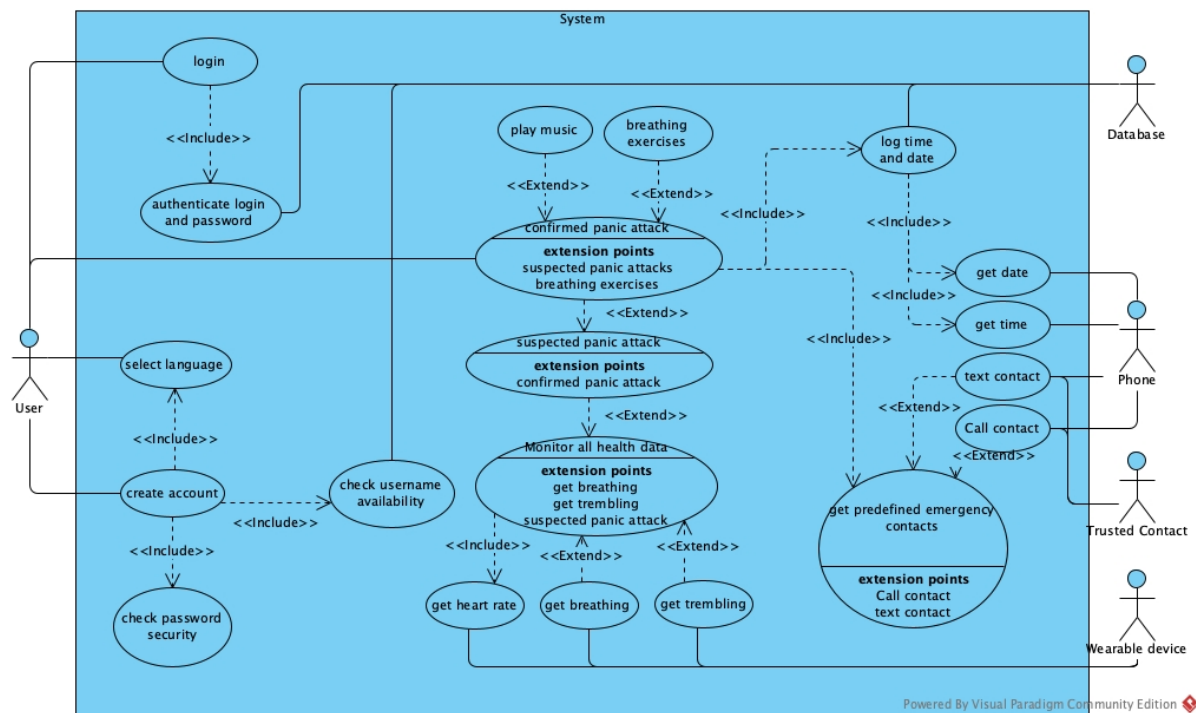 System
login
<<Include>>
authenticate login
and password
play music
breathing
exercises
<<Extend>>
<<Extend>>
log time
and date
Database
<<Include>>
<<Include>>
confirmed panic attack
extension points
suspected panic attacks
breathing exercises
get date
<<Include>>
get time
<<Extend>>
<<Include>>
suspected panic attack
extension points
confirmed panic attack
select language
User
text contact
Phone
<<Extend>>
<<Extend>>
Call contact
<<Include>>
<<Extend>>
Monitor all health data
extension points
get breathing
get trembling
suspected panic attack
create account
check username
availability
<<Include>>
get predefined emergency
contacts
extension points
Call contact
text contact
Trusted Contact
<<Include>>
<<Include>>
<<Extend>>
<<Extend>>
get heart rate
get breathing
get trembling
check password
security
Wearable device
Powered By Visual Paradigm Community Edition